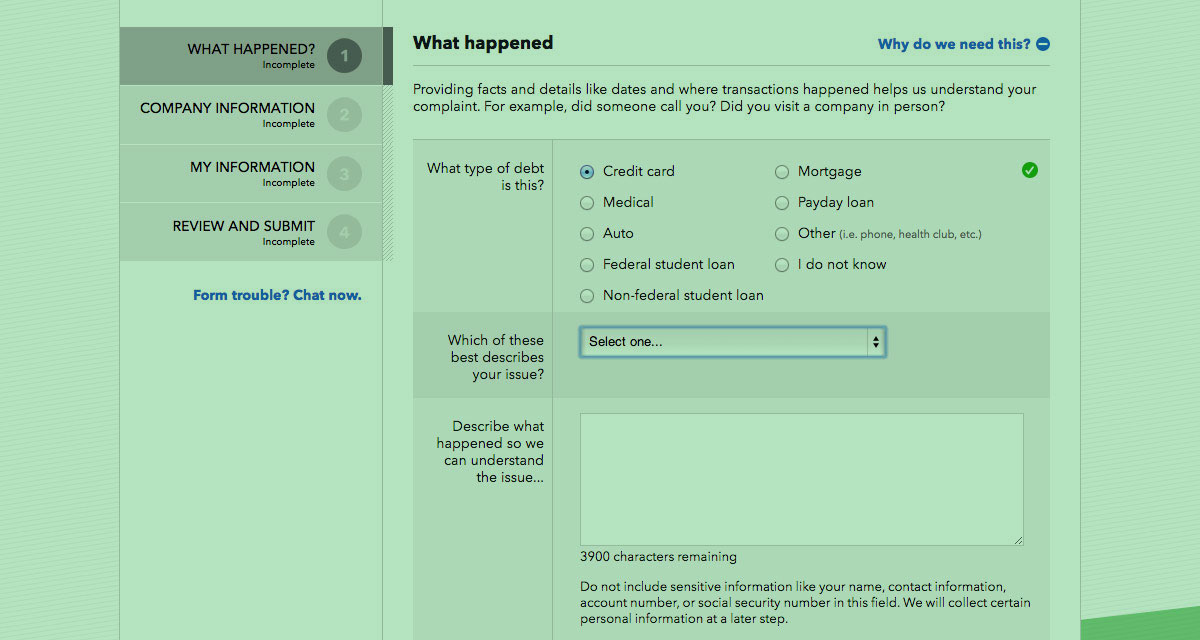 WHAT HAPPENED?
Incomplete
1
COMPANY INFORMATION
Incomplete
2
MY INFORMATION
Incomplete
3
REVIEW AND SUBMIT
Incomplete
4
Form trouble? Chat now.
What happened
Why do we need this?
Providing facts and details like dates and where transactions happened helps us understand your
complaint. For example, did someone call you? Did you visit a company in person?
What type of debt
is this?
Credit card
Mortgage
Medical
Payday loan
Auto
Other (i.e. phone, health club, etc.)
Federal student loan
I do not know
Non-federal student loan
Which of these
best describes
your issue?
Select one...
Describe what
happened so we
can understand
the issue...
3900 characters remaining
Do not include sensitive information like your name, contact information,
account number, or social security number in this field. We will collect certain
personal information at a later step.